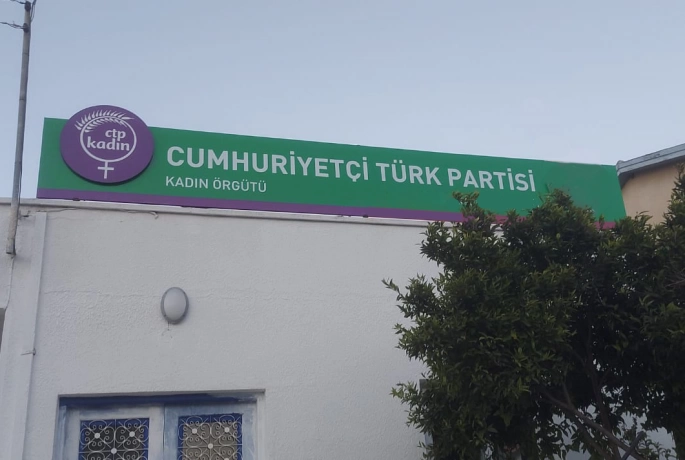 ctp
kadın
CUMHURİYETÇİ TÜRK PARTİSİ
KADIN ÖRGÜTÜ